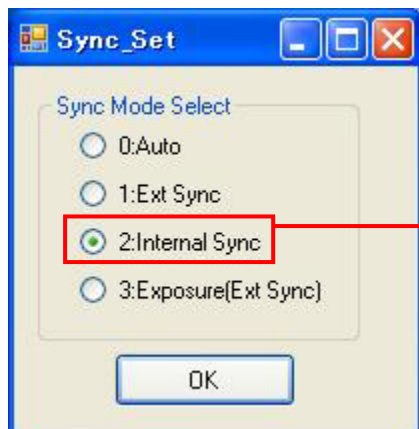 Sync_Set
Sync Mode Select
0:Auto
1:Ext Sync
2:Internal Sync
3:Exposure(Ext Sync)
OK